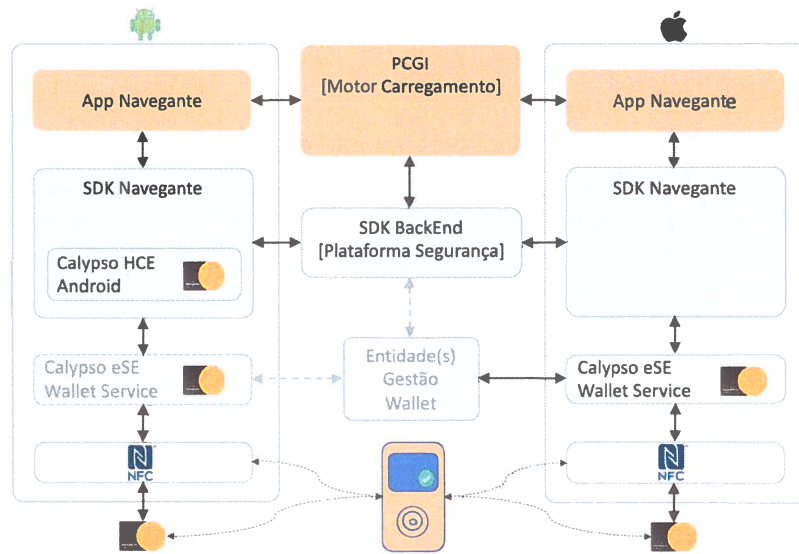 App Navegante
SDK Navegante
Calypso HCE
Android
Calypso eSE
Wallet Service
NFC
PCGI
[Motor Carregamento]
SDK BackEnd
[Plataforma Segurança]
Entidade(s)
Gestão
Wallet
App Navegante
SDK Navegante
Calypso eSE
Wallet Service
NFC